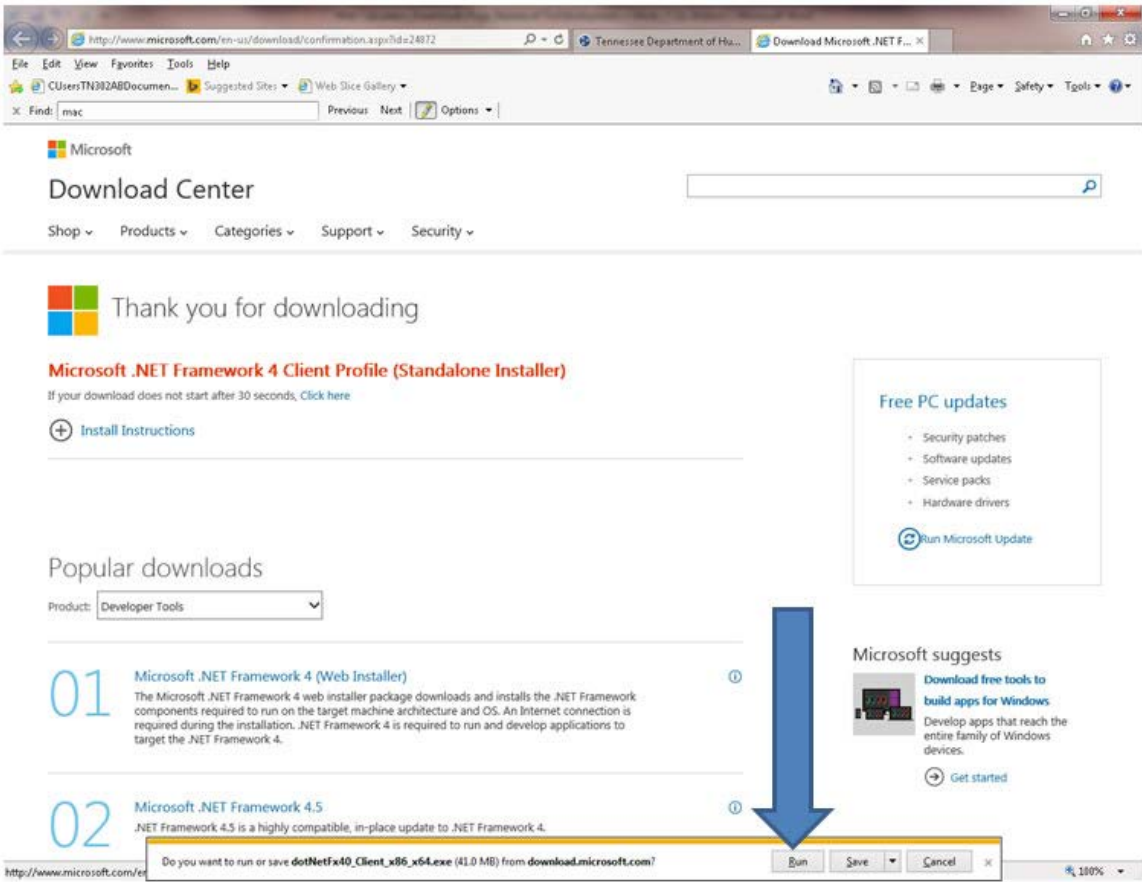 http://www.microsoft.com/en-us/download/confirmation.aspx?id=24872
Tennessee Department of Hu...
Download Microsoft .NET F... ×
File Edit View Favorites Tools Help
CUsersTN302ABDocumen... Suggested Sites Web Slice Gallery
Page Safety Tools
x Find: mac Previous Next Options
Microsoft
Download Center
Shop Products Categories Support Security
Thank you for downloading
Microsoft .NET Framework 4 Client Profile (Standalone Installer)
If your download does not start after 30 seconds, Click here
Install Instructions
Free PC updates
Security patches
Software updates
Service packs
Hardware drivers
Run Microsoft Update
Popular downloads
Product: Developer Tools
01 Microsoft .NET Framework 4 (Web Installer)
The Microsoft .NET Framework 4 web installer package downloads and installs the .NET Framework
components required to run on the target machine architecture and OS. An Internet connection is
required during the installation. .NET Framework 4 is required to run and develop applications to
target the .NET Framework 4.
Microsoft suggests
Download free tools to
build apps for Windows
Develop apps that reach the
entire family of Windows
devices.
Get started
02 Microsoft .NET Framework 4.5
.NET Framework 4.5 is a highly compatible, in-place update to .NET Framework 4.
Do you want to run or save dotNetFx40_Client_x86_x64.exe (41.0 MB) from download.microsoft.com? Run Save Cancel ×
http://www.microsoft.com/er
100%